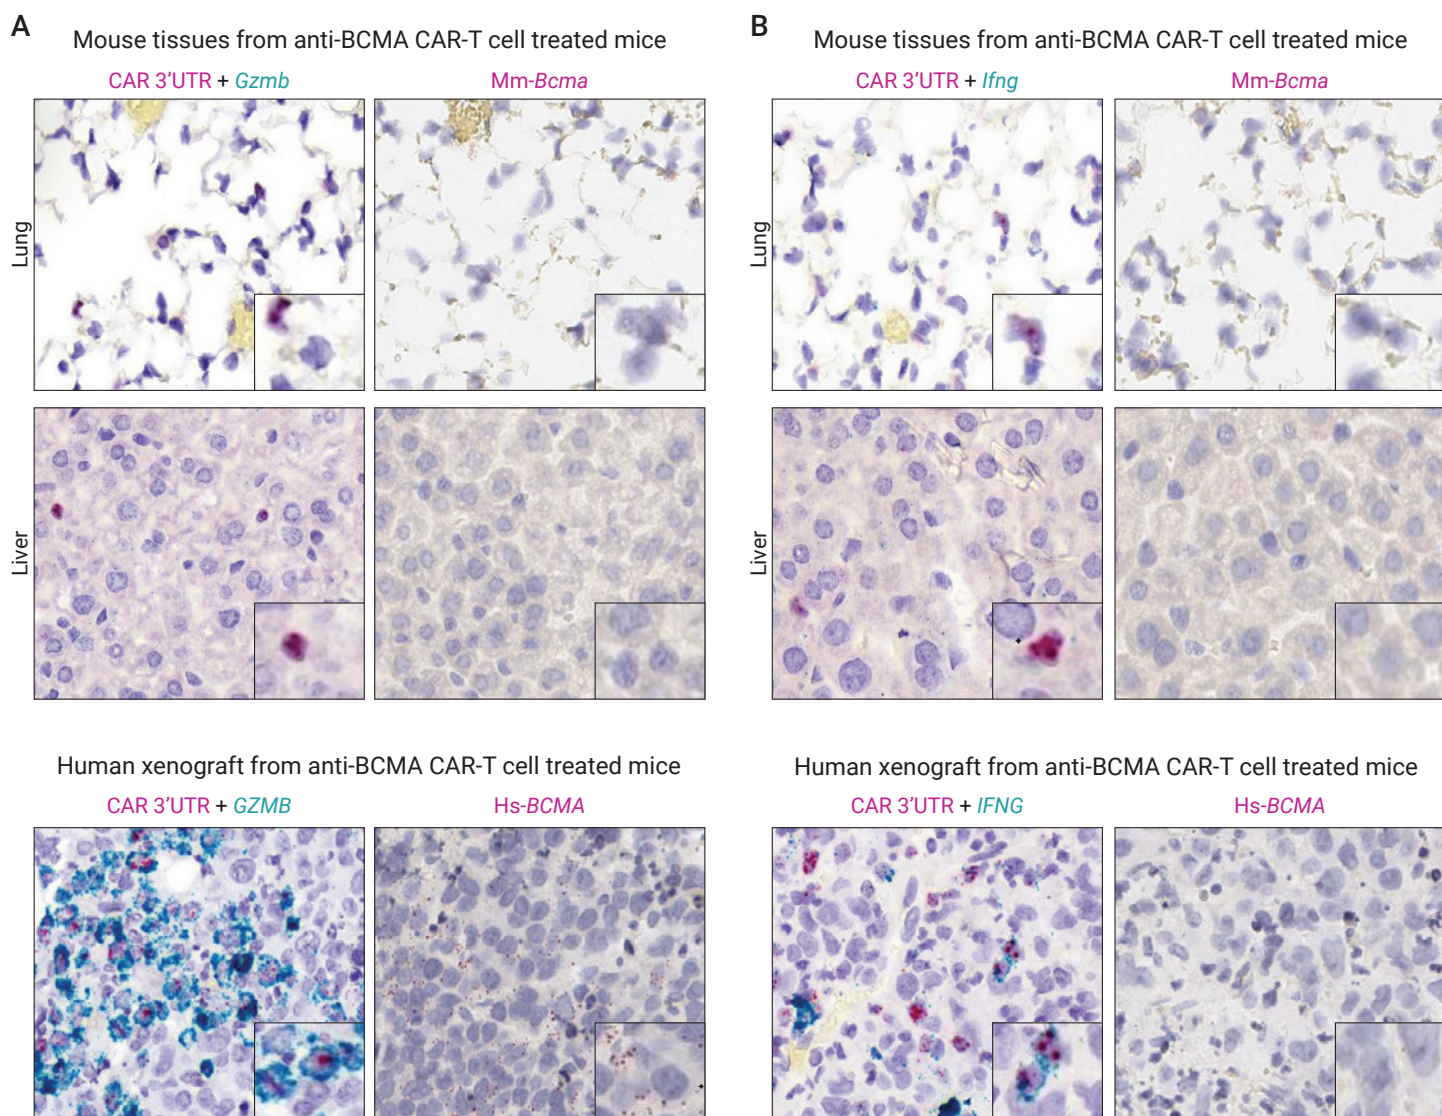 A
Mouse tissues from anti-BCMA CAR-T cell treated mice
CAR 3'UTR + Gzmb
Mm-Bcma
Lung
Liver
Human xenograft from anti-BCMA CAR-T cell treated mice
CAR 3'UTR + GZMB
Hs-BCMA
B
Mouse tissues from anti-BCMA CAR-T cell treated mice
CAR 3'UTR + Ifng
Mm-Bcma
Lung
Liver
Human xenograft from anti-BCMA CAR-T cell treated mice
CAR 3'UTR + IFNG
Hs-BCMA